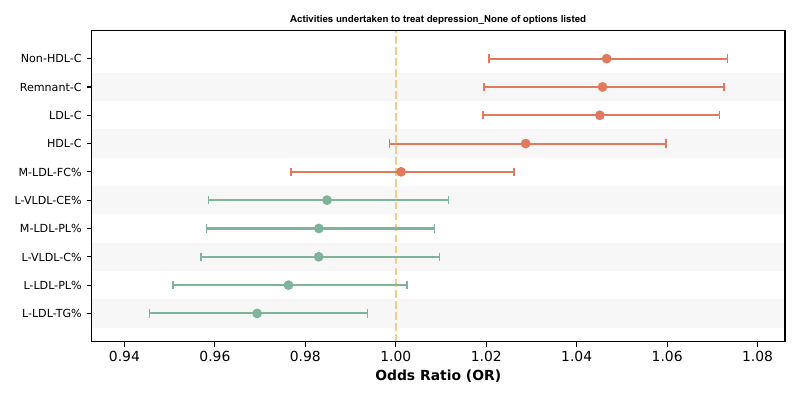 Activities undertaken to treat depression_None of options listed
Non-HDL-C
Remnant-C
LDL-C
HDL-C
M-LDL-FC%
L-VLDL-CE%
M-LDL-PL%
L-VLDL-C%
L-LDL-PL%
L-LDL-TG%
0.94 0.96 0.98 1.00 1.02 1.04 1.06 1.08
Odds Ratio (OR)